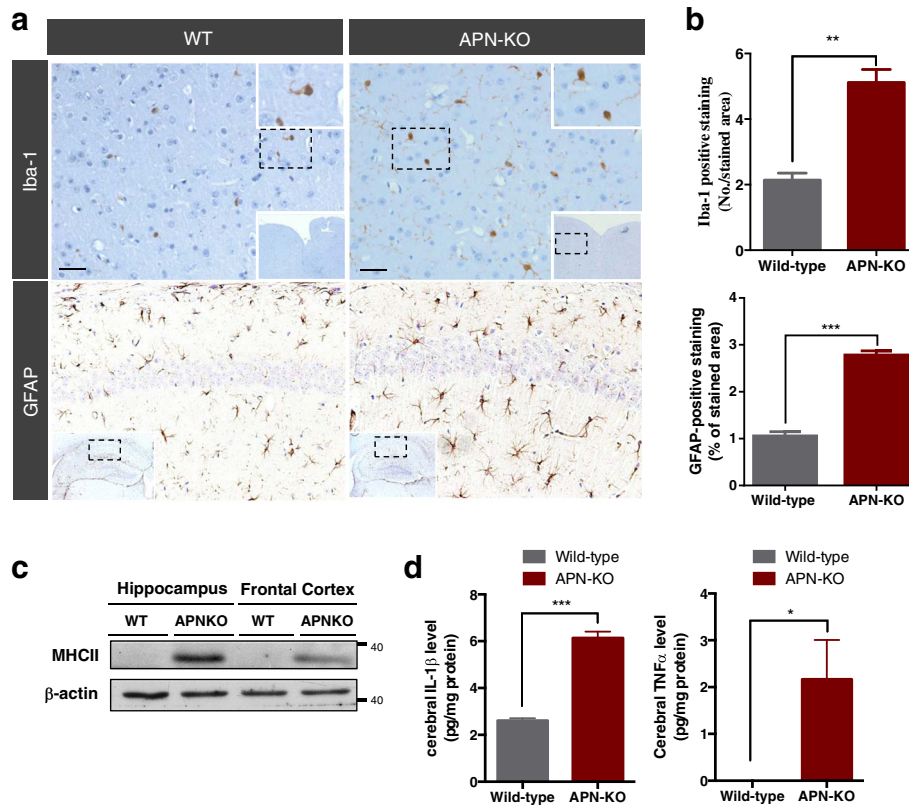 a
WT
APN-KO
Iba-1
GFAP
b
**
Iba-1 positive staining
(No./stained area)
6
4
2
0
Wild-type
APN-KO
***
GFAP-positive staining
(% of stained area)
4
3
2
1
0
Wild-type
APN-KO
c
Hippocampus
Frontal Cortex
WT
APNKO
WT
APNKO
MHCII
40
β-actin
40
d
Wild-type
APN-KO
***
cerebral IL-1β level
(pg/mg protein)
8
6
4
2
0
Wild-type
APN-KO
Wild-type
APN-KO
*
Cerebral TNFα level
(pg/mg protein)
4
3
2
1
0
Wild-type
APN-KO